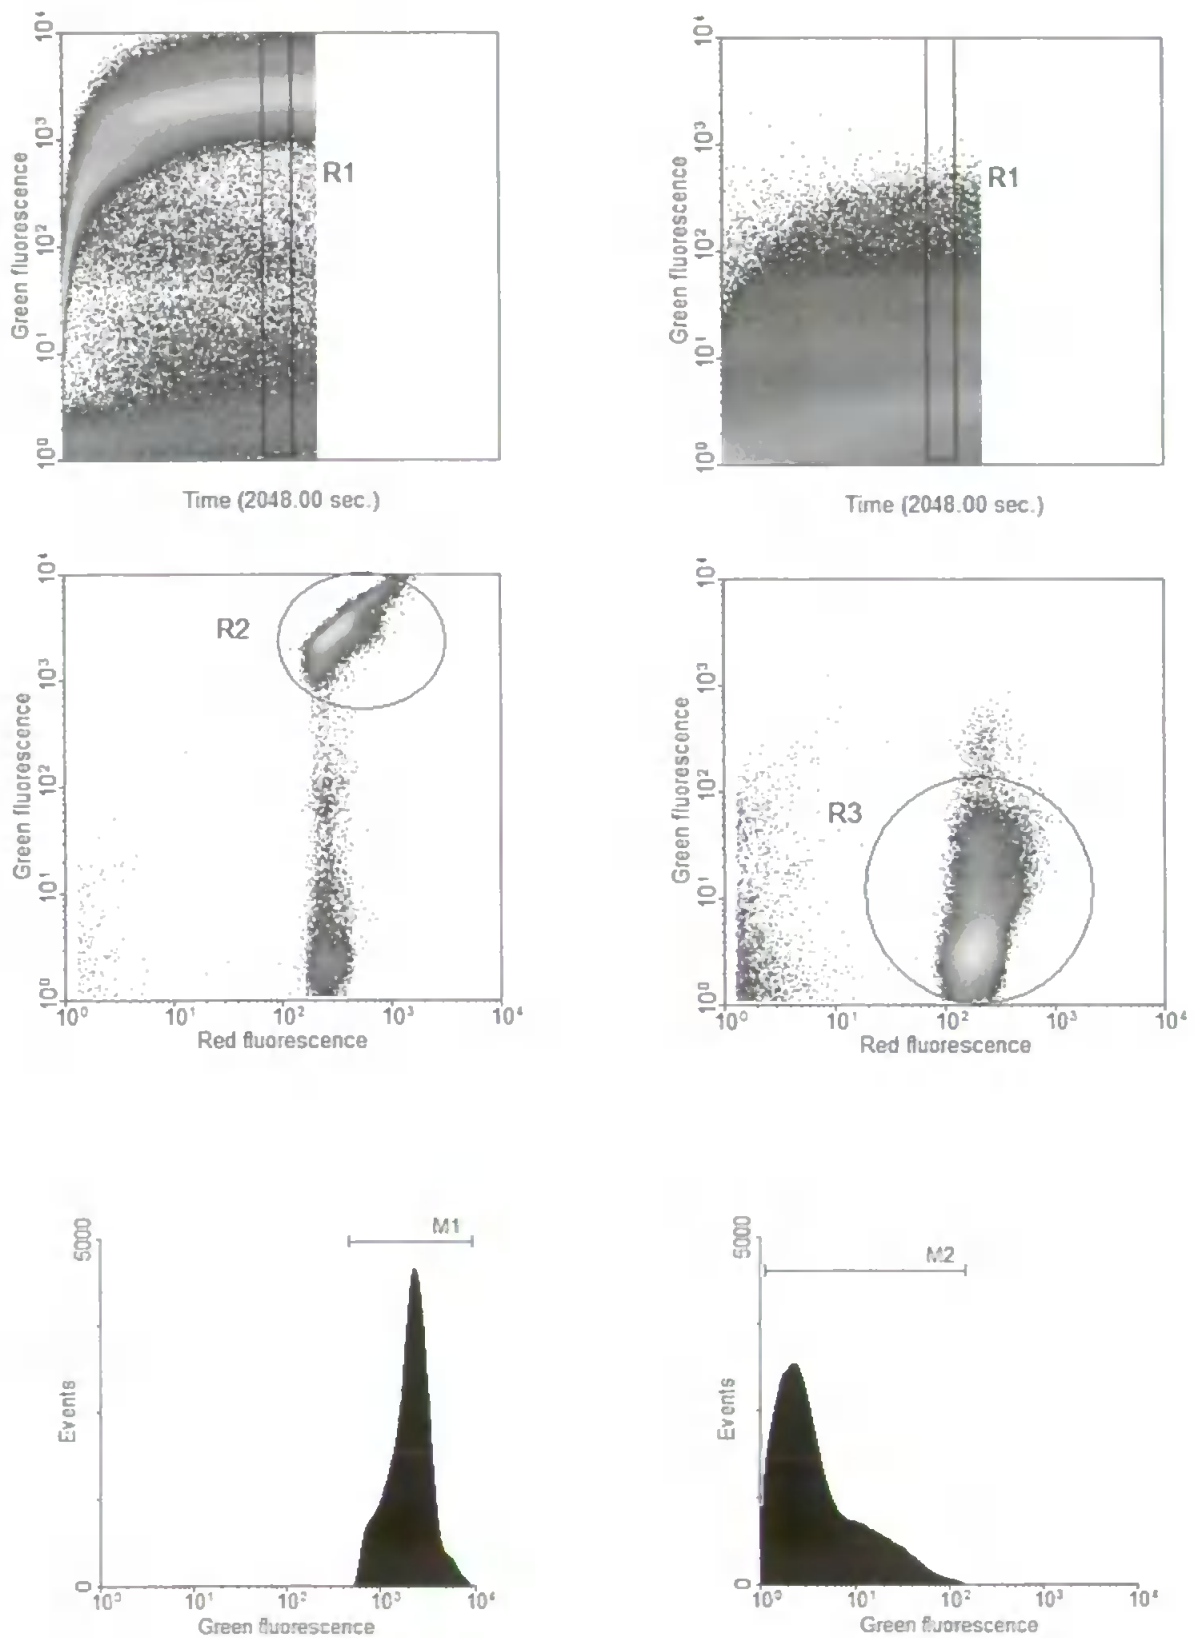 10⁴
10³
10²
10¹
10⁰
Green fluorescence
R1
Time (2048.00 sec.)
10⁴
10³
10²
10¹
10⁰
Green fluorescence
R1
Time (2048.00 sec.)
10⁴
10³
10²
10¹
10⁰
Green fluorescence
R2
10⁰ 10¹ 10² 10³ 10⁴
Red fluorescence
10⁴
10³
10²
10¹
10⁰
Green fluorescence
R3
10⁰ 10¹ 10² 10³ 10⁴
Red fluorescence
5000
0
Events
M1
10⁰ 10¹ 10² 10³ 10⁴
Green fluorescence
5000
0
Events
M2
10⁰ 10¹ 10² 10³ 10⁴
Green fluorescence